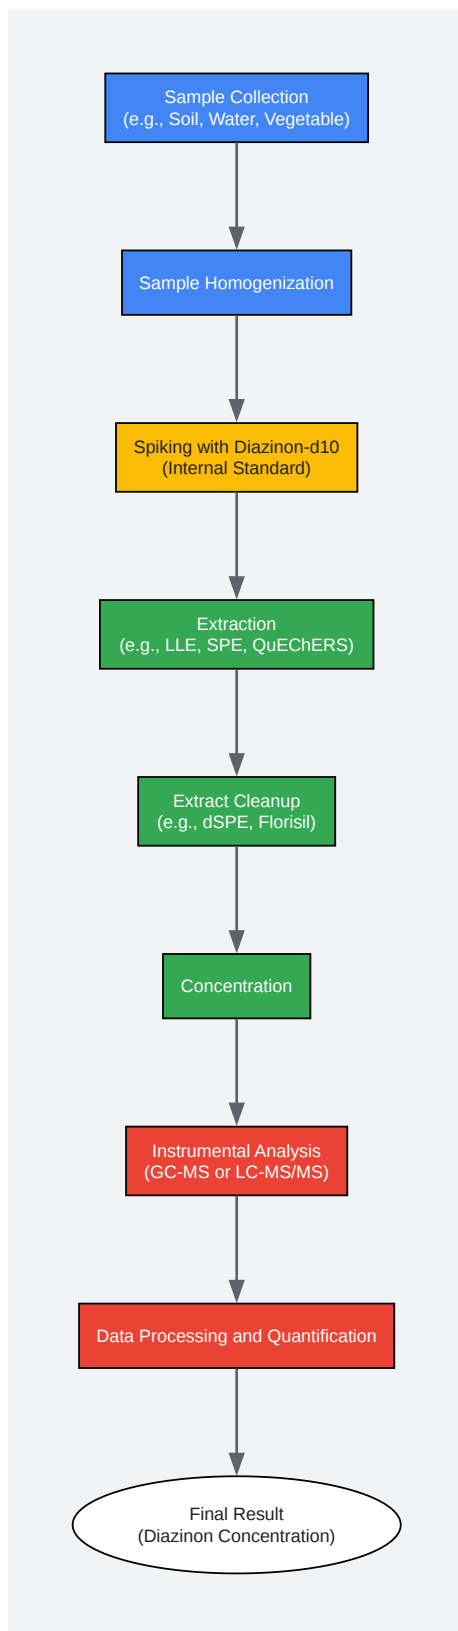 Sample Collection
(e.g., Soil, Water, Vegetable)
Sample Homogenization
Spiking with Diazinon-d10
(Internal Standard)
Extraction
(e.g., LLE, SPE, QuEChERS)
Extract Cleanup
(e.g., dSPE, Florisil)
Concentration
Instrumental Analysis
(GC-MS or LC-MS/MS)
Data Processing and Quantification
Final Result
(Diazinon Concentration)